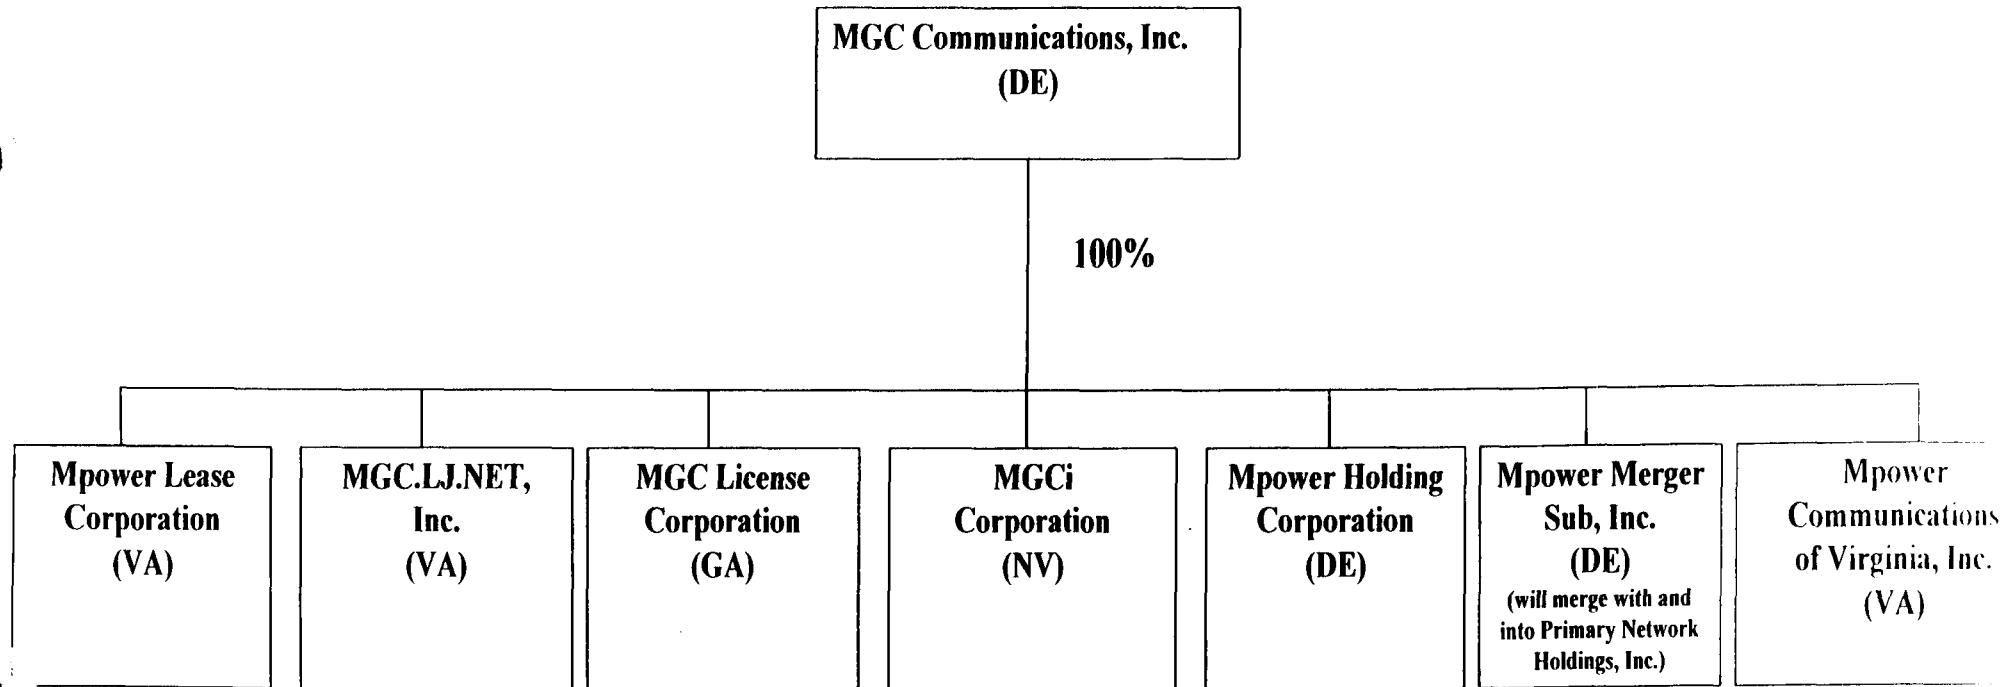 MGC Communications, Inc.
(DE)
100%
Mpower Lease
Corporation
(VA)
MGC.LJ.NET,
Inc.
(VA)
MGC License
Corporation
(GA)
MGCi
Corporation
(NV)
Mpower Holding
Corporation
(DE)
Mpower Merger
Sub, Inc.
(DE)
(will merge with and
into Primary Network
Holdings, Inc.)
Mpower
Communications
of Virginia, Inc.
(VA)